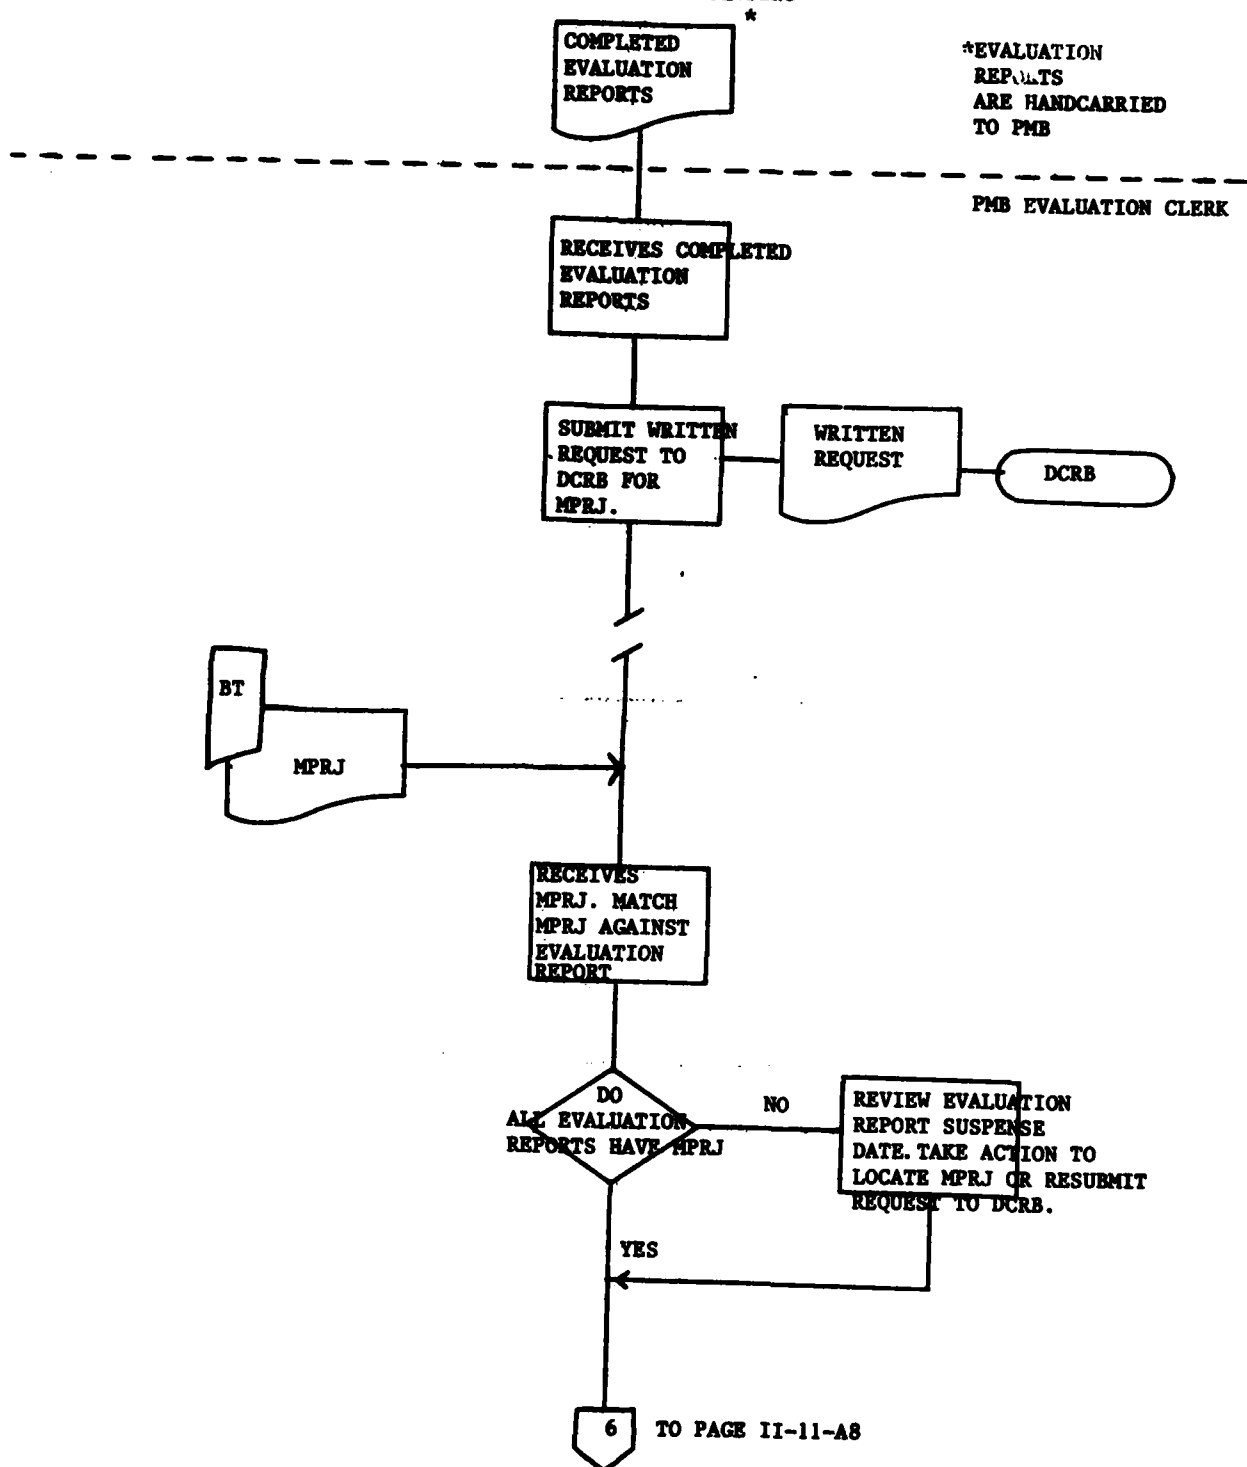 *
COMPLETED
EVALUATION
REPORTS
*EVALUATION
REPORTS
ARE HANDCARRIED
TO PMB
PMB EVALUATION CLERK
RECEIVES COMPLETED
EVALUATION
REPORTS
SUBMIT WRITTEN
REQUEST TO
DCRB FOR
MPRJ.
WRITTEN
REQUEST
DCRB
BT
MPRJ
RECEIVES
MPRJ. MATCH
MPRJ AGAINST
EVALUATION
REPORT
DO
ALL EVALUATION
REPORTS HAVE MPRJ
NO
REVIEW EVALUATION
REPORT SUSPENSE
DATE. TAKE ACTION TO
LOCATE MPRJ OR RESUBMIT
REQUEST TO DCRB.
YES
6 TO PAGE II-11-A8